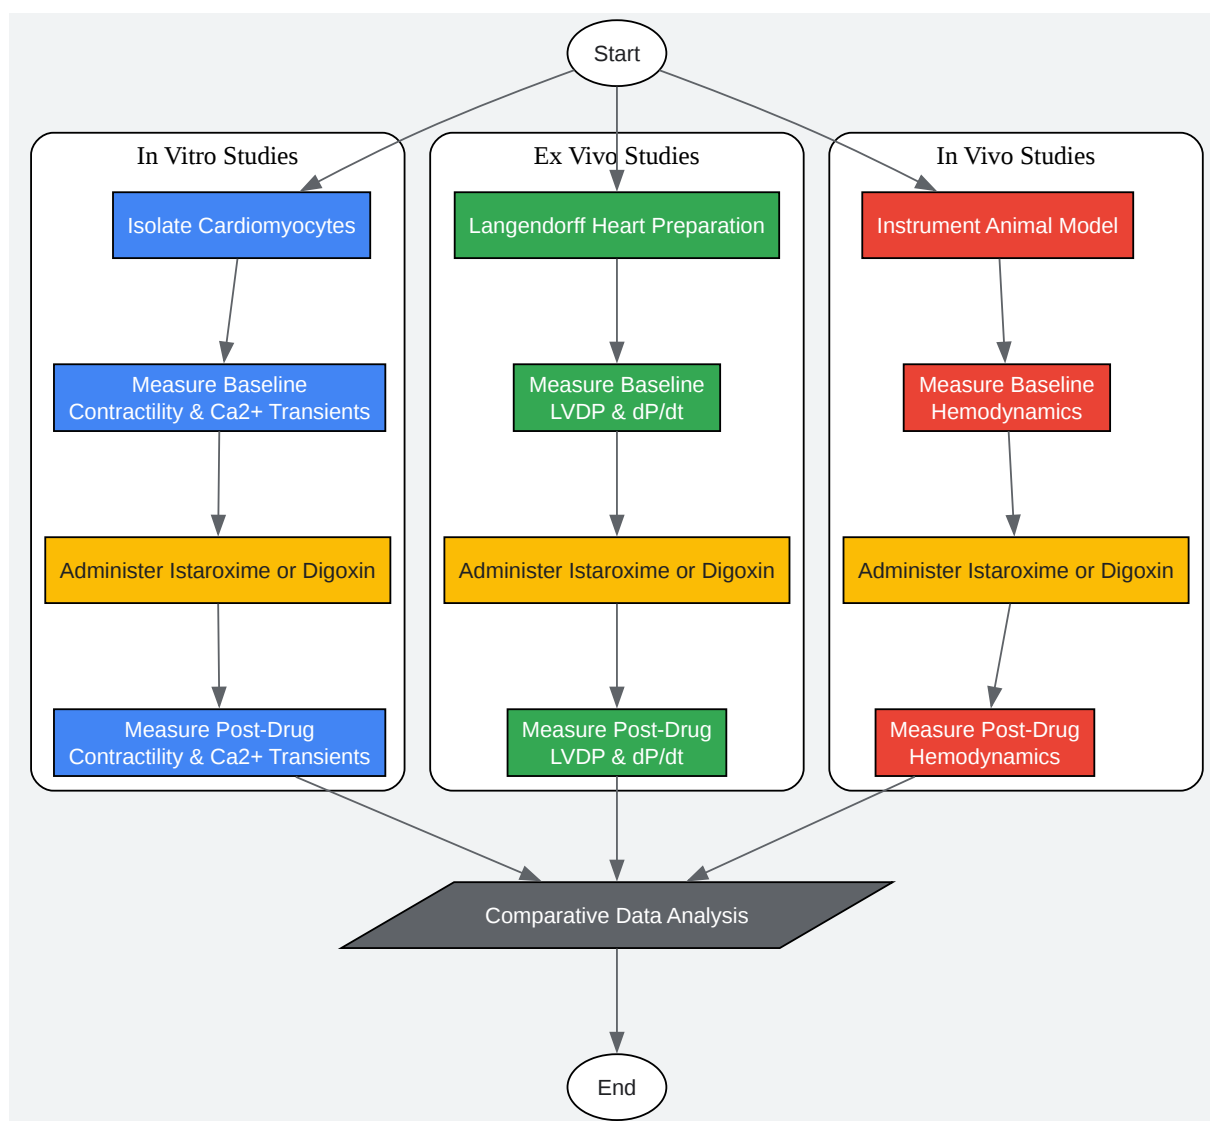 Start
In Vitro Studies
Isolate Cardiomyocytes
Measure Baseline
Contractility & Ca2+ Transients
Administer Istaroxime or Digoxin
Measure Post-Drug
Contractility & Ca2+ Transients
Ex Vivo Studies
Langendorff Heart Preparation
Measure Baseline
LVDP & dP/dt
Administer Istaroxime or Digoxin
Measure Post-Drug
LVDP & dP/dt
In Vivo Studies
Instrument Animal Model
Measure Baseline
Hemodynamics
Administer Istaroxime or Digoxin
Measure Post-Drug
Hemodynamics
Comparative Data Analysis
End